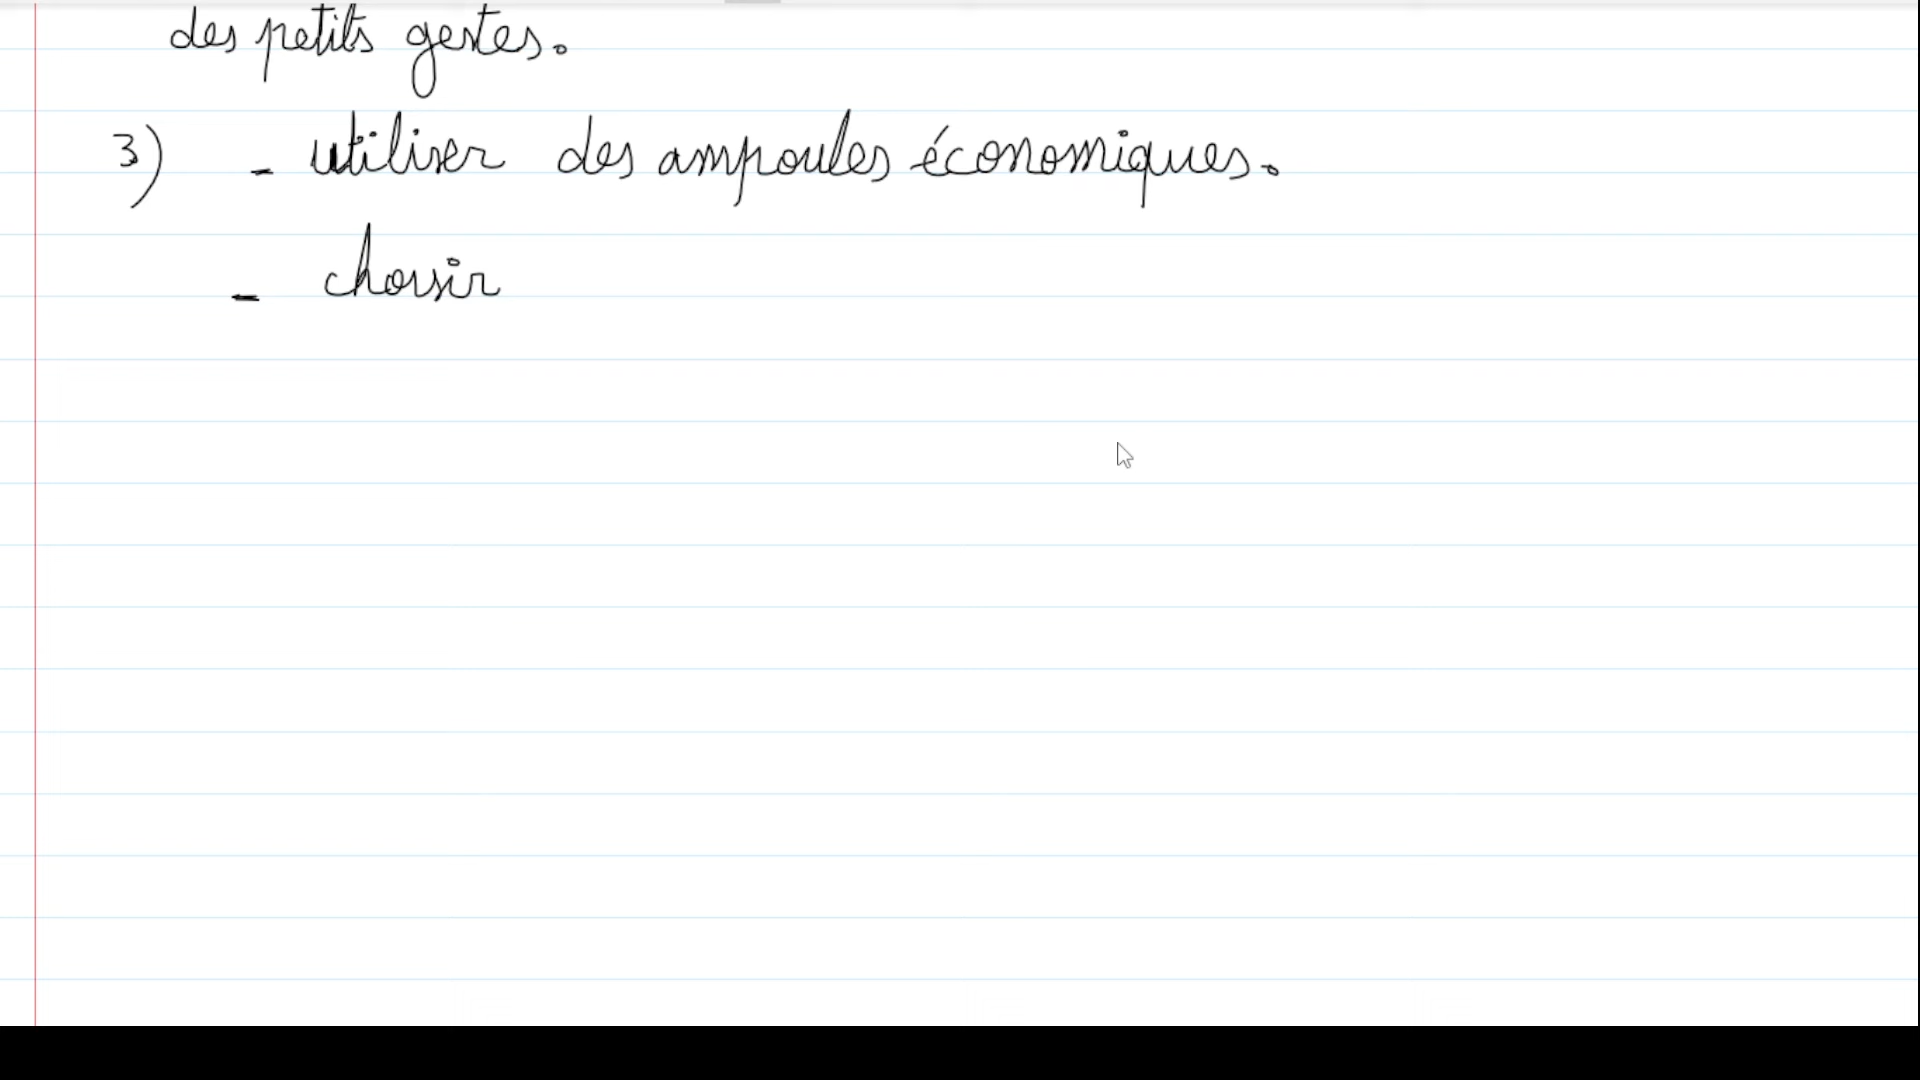 des petits gestes.
3) - utiliser des ampoules économiques.
- choisir